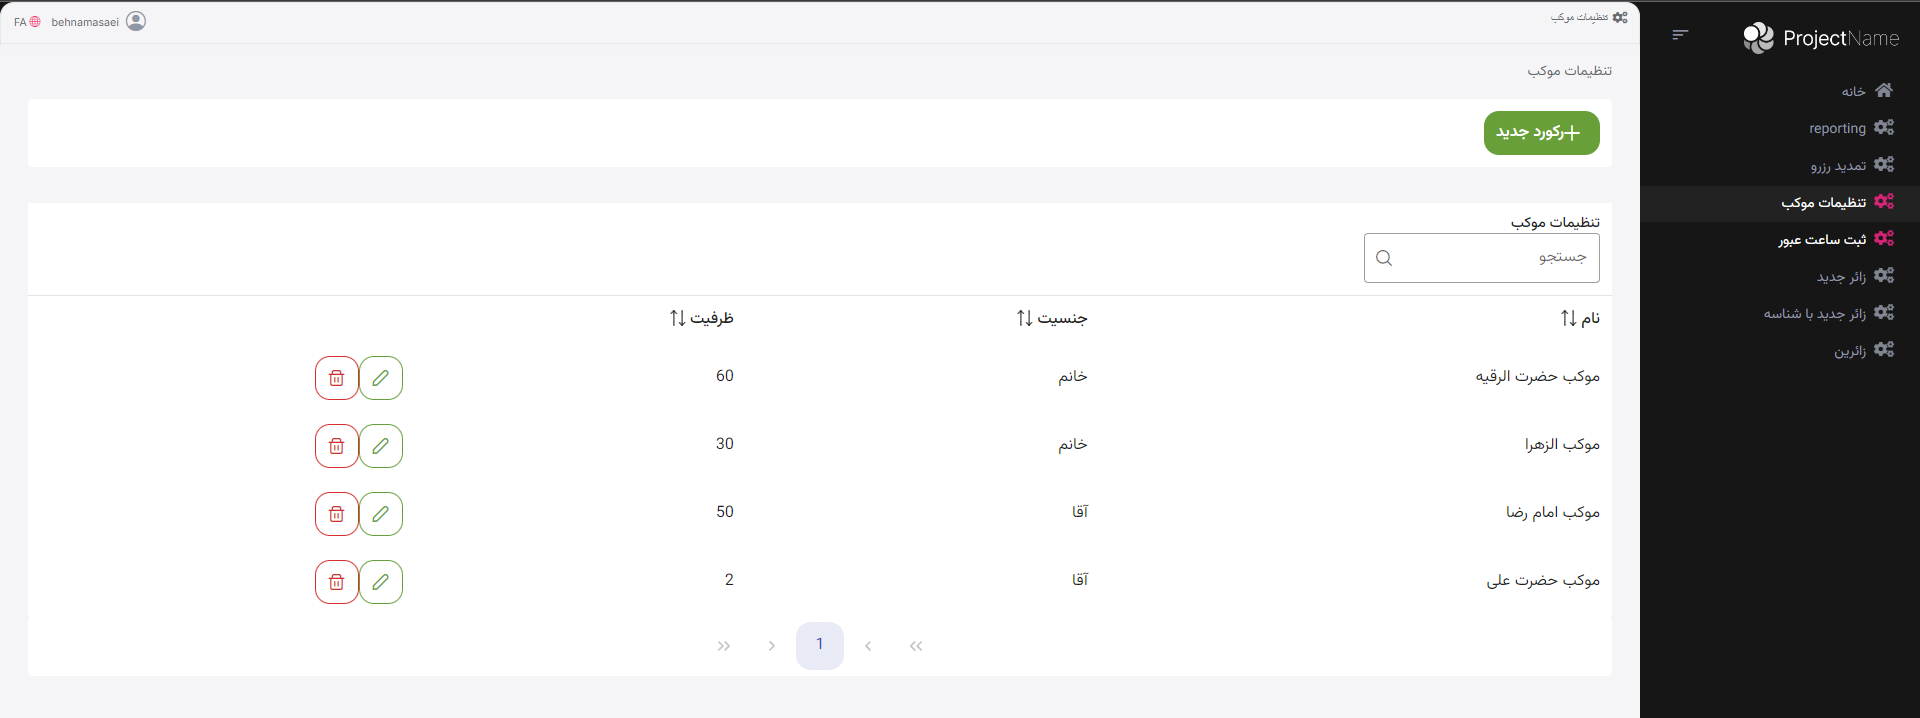 ProjectName
خانه
reporting
تمدید رزرو
تنظیمات موکب
ثبت ساعت عبور
زائر جدید
زائر جدید با شناسه
زائرین
تنظیمات موکب
behnamasaei FA
تنظیمات موکب
رکورد جدید
تنظیمات موکب
جستجو
نام جنسیت ظرفیت
موکب حضرت الرقیه خانم 60
موکب الزهرا خانم 30
موکب امام رضا آقا 50
موکب حضرت علی آقا 2
1